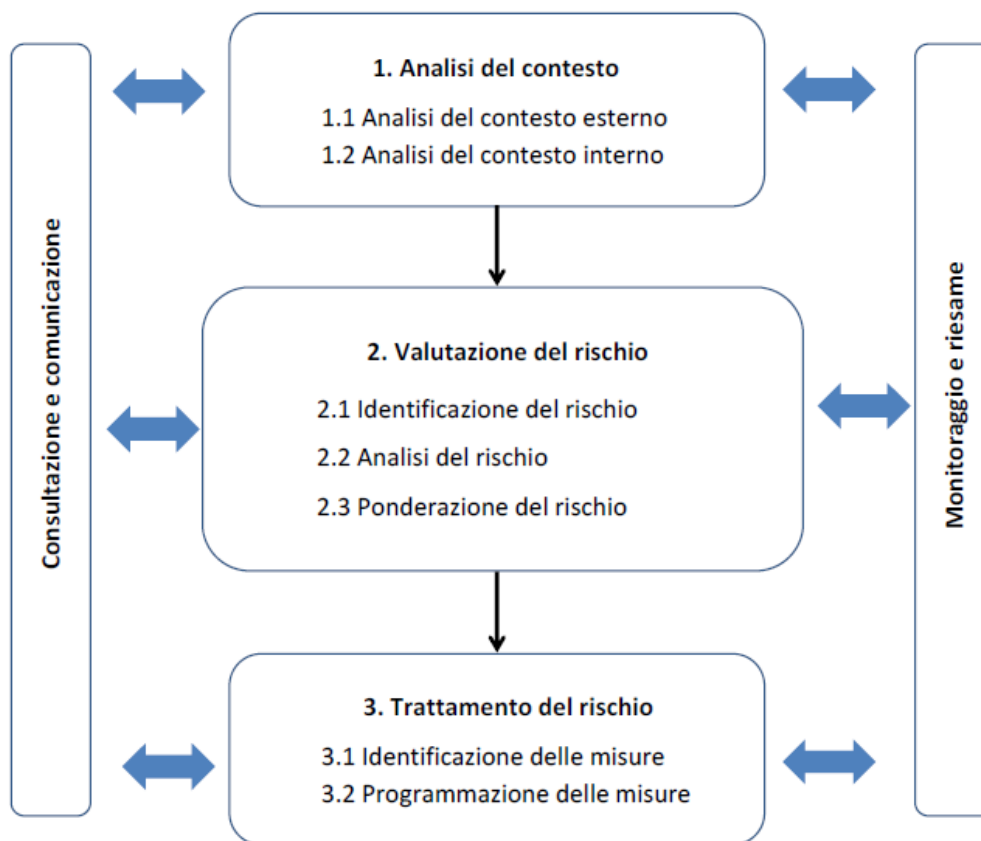 Consultazione e comunicazione
1. Analisi del contesto
1.1 Analisi del contesto esterno
1.2 Analisi del contesto interno
2. Valutazione del rischio
2.1 Identificazione del rischio
2.2 Analisi del rischio
2.3 Ponderazione del rischio
3. Trattamento del rischio
3.1 Identificazione delle misure
3.2 Programmazione delle misure
Monitoraggio e riesame